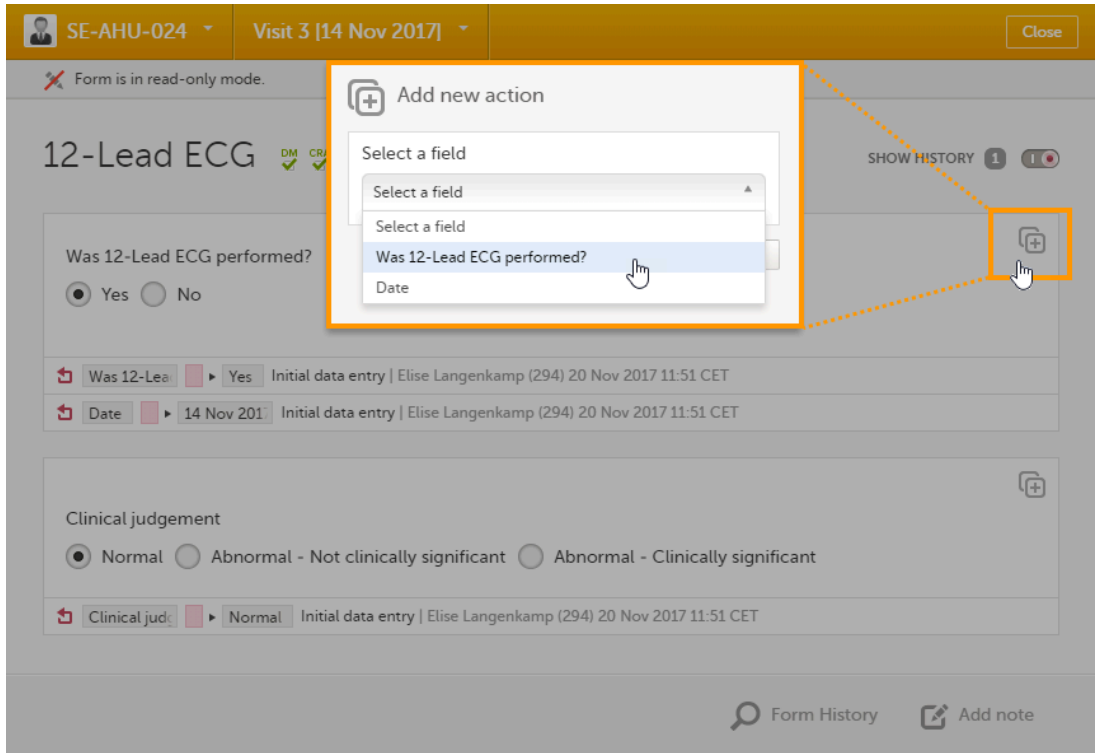 SE-AHU-024
Visit 3 [14 Nov 2017]
Close
Form is in read-only mode.
Add new action
12-Lead ECG DM CRA
SHOW HISTORY 1
Select a field
Select a field
Select a field
Was 12-Lead ECG performed?
Date
Was 12-Lead ECG performed?
Yes No
Was 12-Lea Yes Initial data entry | Elise Langenkamp (294) 20 Nov 2017 11:51 CET
Date 14 Nov 201 Initial data entry | Elise Langenkamp (294) 20 Nov 2017 11:51 CET
Clinical judgement
Normal Abnormal - Not clinically significant Abnormal - Clinically significant
Clinical judg Normal Initial data entry | Elise Langenkamp (294) 20 Nov 2017 11:51 CET
Form History Add note